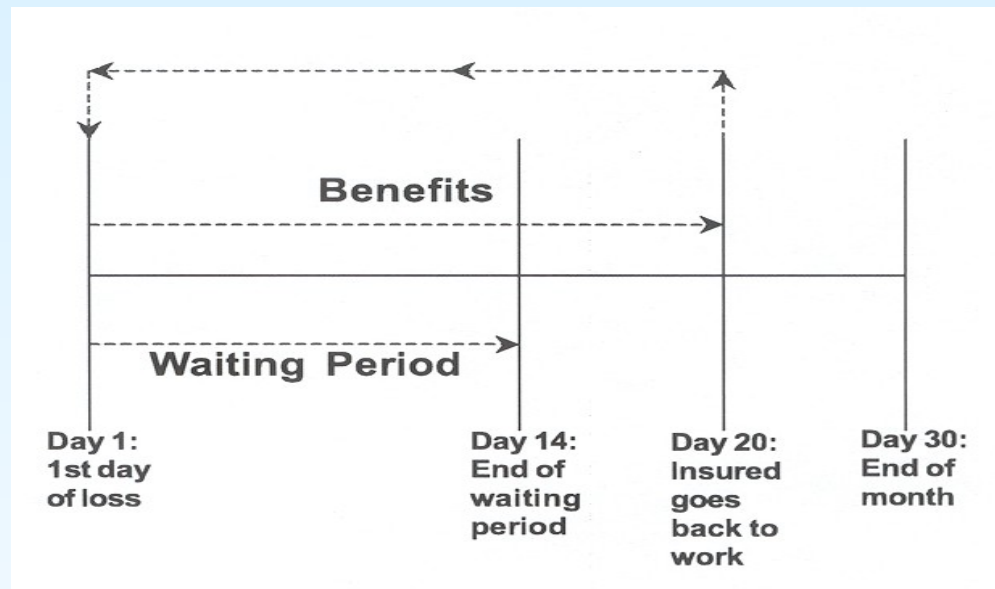 Benefits
Waiting Period
Day 1:
1st day
of loss
Day 14:
End of
waiting
period
Day 20:
Insured
goes
back to
work
Day 30:
End of
month